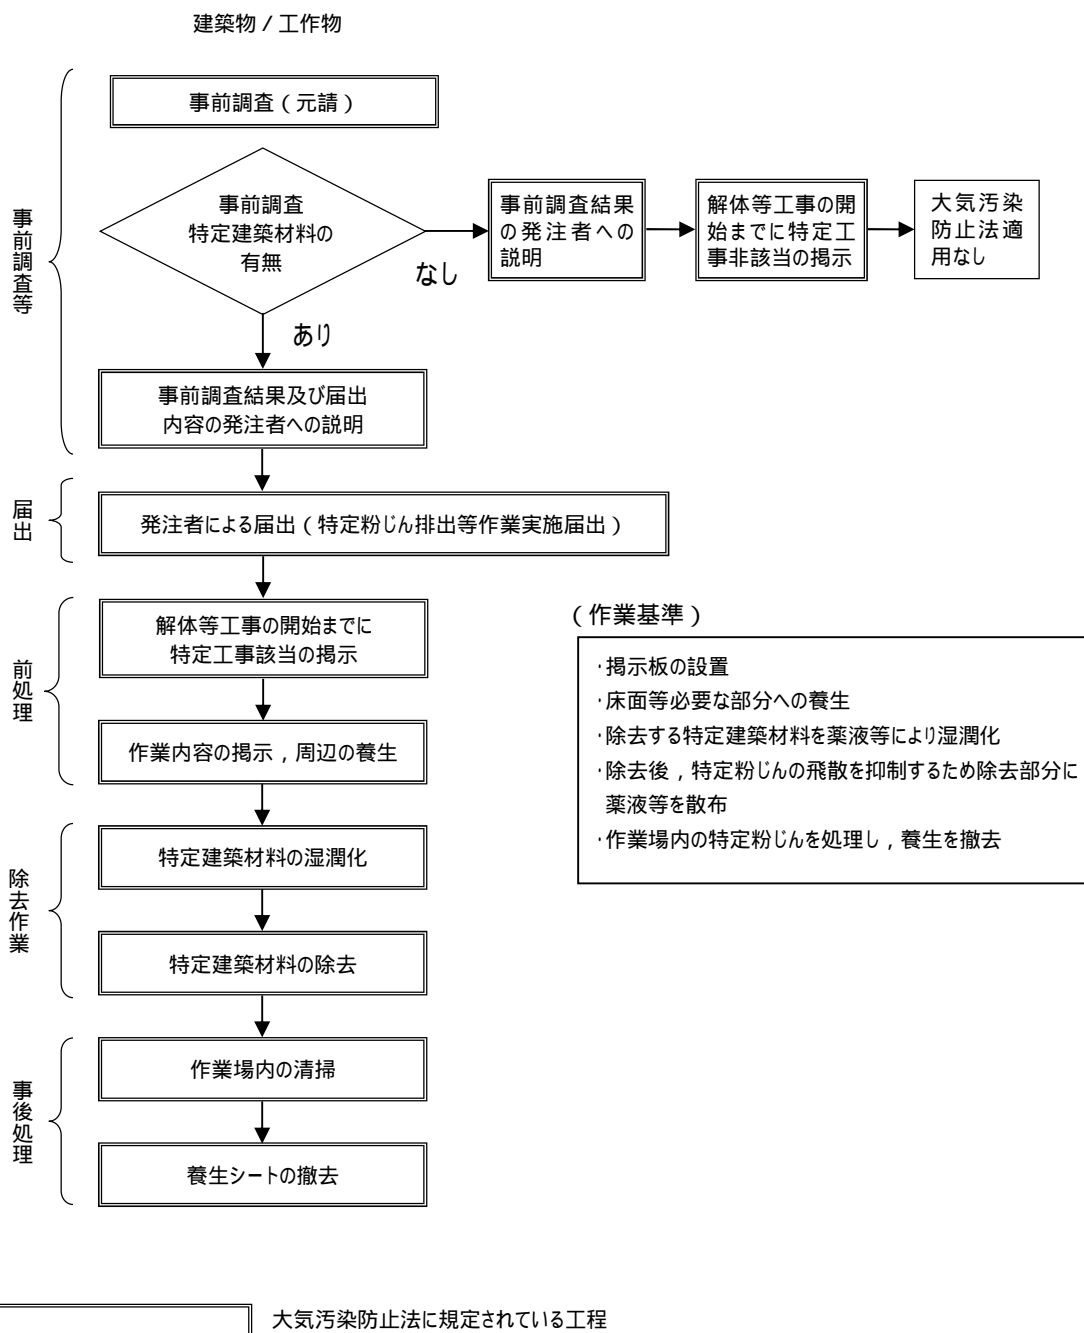 建築物 / 工作物
事前調査等
事前調査 ( 元請 )
事前調査
特定建築材料の
有無
なし
あり
事前調査結果
の発注者への
説明
解体等工事の開
始までに特定工
事非該当の掲示
大気汚染
防止法適
用なし
事前調査結果及び届出
内容の発注者への説明
届出
発注者による届出 ( 特定粉じん排出等作業実施届出 )
前処理
解体等工事の開始までに
特定工事該当の掲示
作業内容の掲示 , 周辺の養生
( 作業基準 )
・掲示板の設置
・床面等必要な部分への養生
・除去する特定建築材料を薬液等により湿潤化
・除去後 , 特定粉じんの飛散を抑制するため除去部分に
薬液等を散布
・作業場内の特定粉じんを処理し , 養生を撤去
除去作業
特定建築材料の湿潤化
特定建築材料の除去
事後処理
作業場内の清掃
養生シートの撤去
大気汚染防止法に規定されている工程